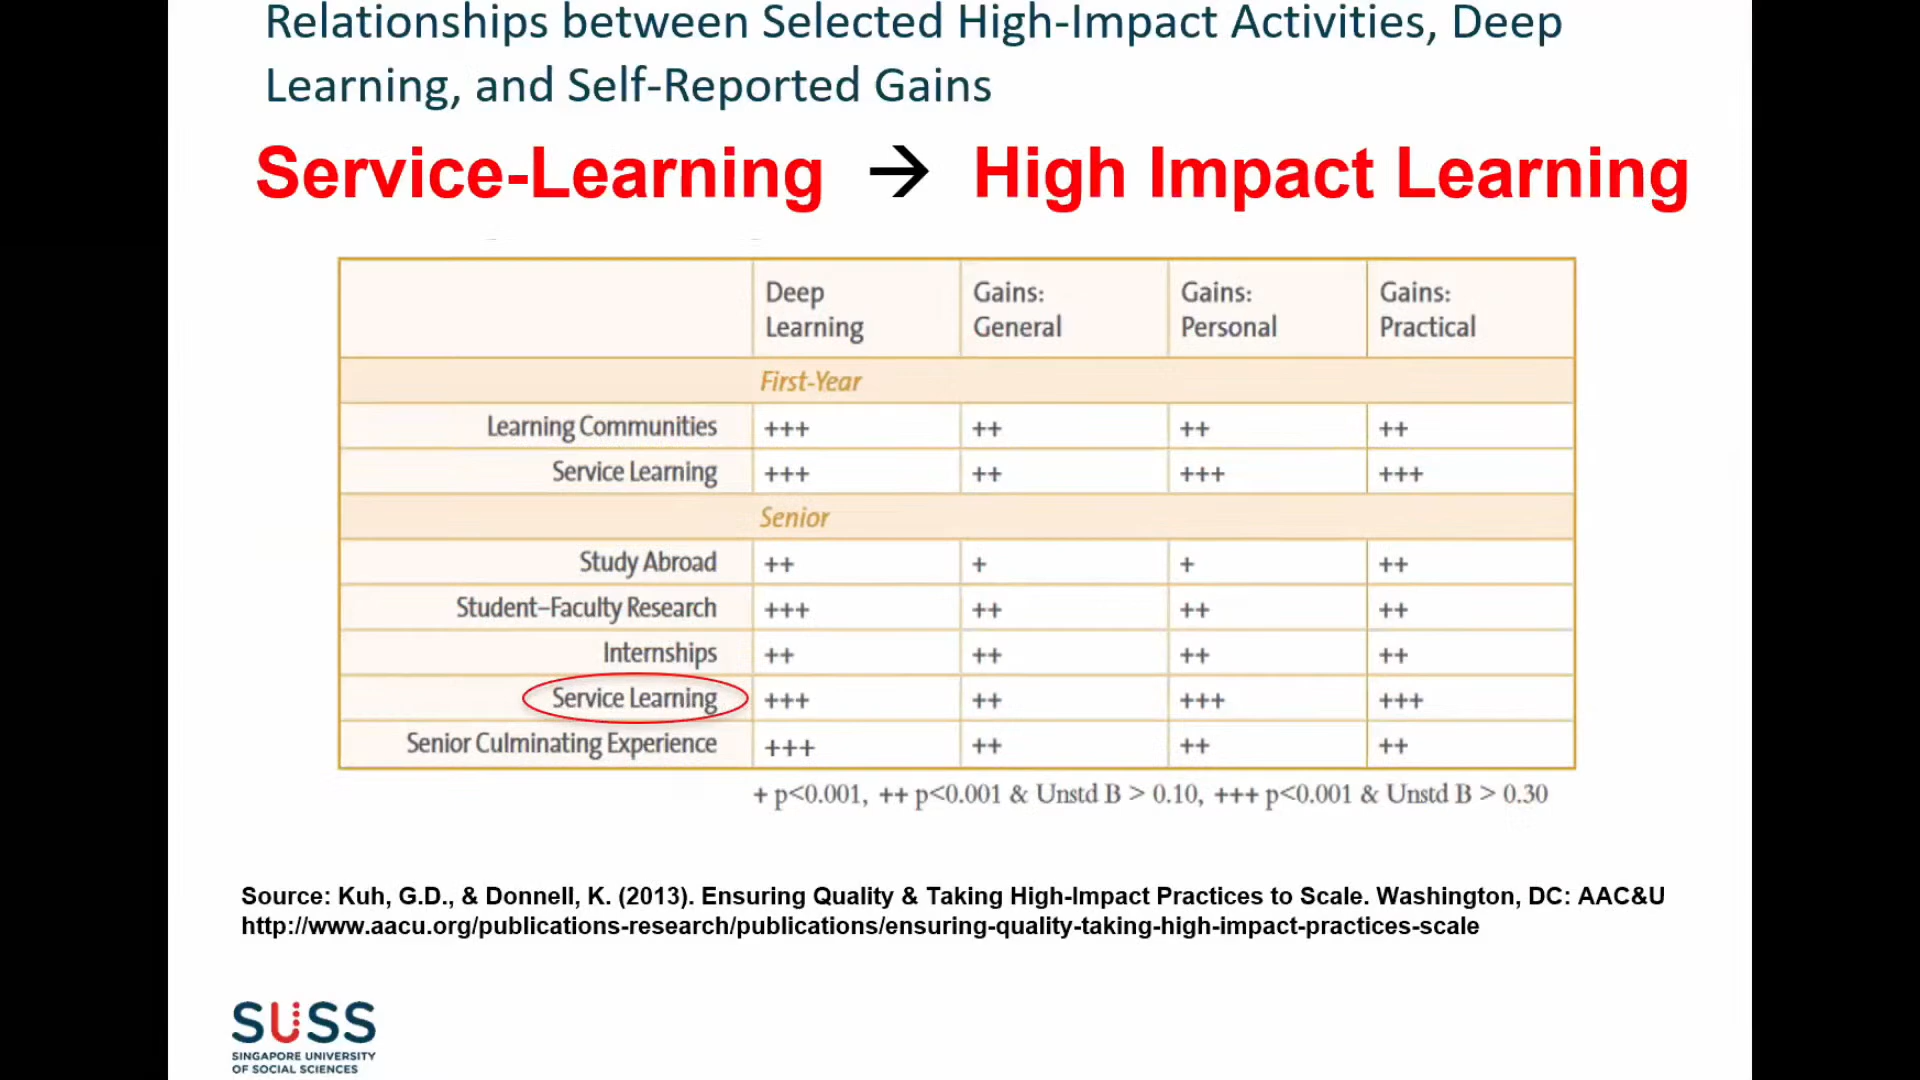 Relationships between Selected High-Impact Activities, Deep
Learning, and Self-Reported Gains
Service-Learning → High Impact Learning
Deep Learning Gains: General Gains: Personal Gains: Practical
First-Year
Learning Communities +++ ++ ++ ++
Service Learning +++ ++ +++ +++
Senior
Study Abroad ++ + + ++
Student–Faculty Research +++ ++ ++ ++
Internships ++ ++ ++ ++
Service Learning +++ ++ +++ +++
Senior Culminating Experience +++ ++ ++ ++
+ p<0.001, ++ p<0.001 & Unstd B > 0.10, +++ p<0.001 & Unstd B > 0.30
Source: Kuh, G.D., & Donnell, K. (2013). Ensuring Quality & Taking High-Impact Practices to Scale. Washington, DC: AAC&U
http://www.aacu.org/publications-research/publications/ensuring-quality-taking-high-impact-practices-scale
SUSS
SINGAPORE UNIVERSITY
OF SOCIAL SCIENCES